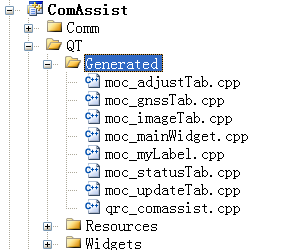 ComAssist
Comm
QT
Generated
moc_adjustTab.cpp
moc_gnssTab.cpp
moc_imageTab.cpp
moc_mainWidget.cpp
moc_myLabel.cpp
moc_statusTab.cpp
moc_updateTab.cpp
qrc_comassist.cpp
Resources
Widgets